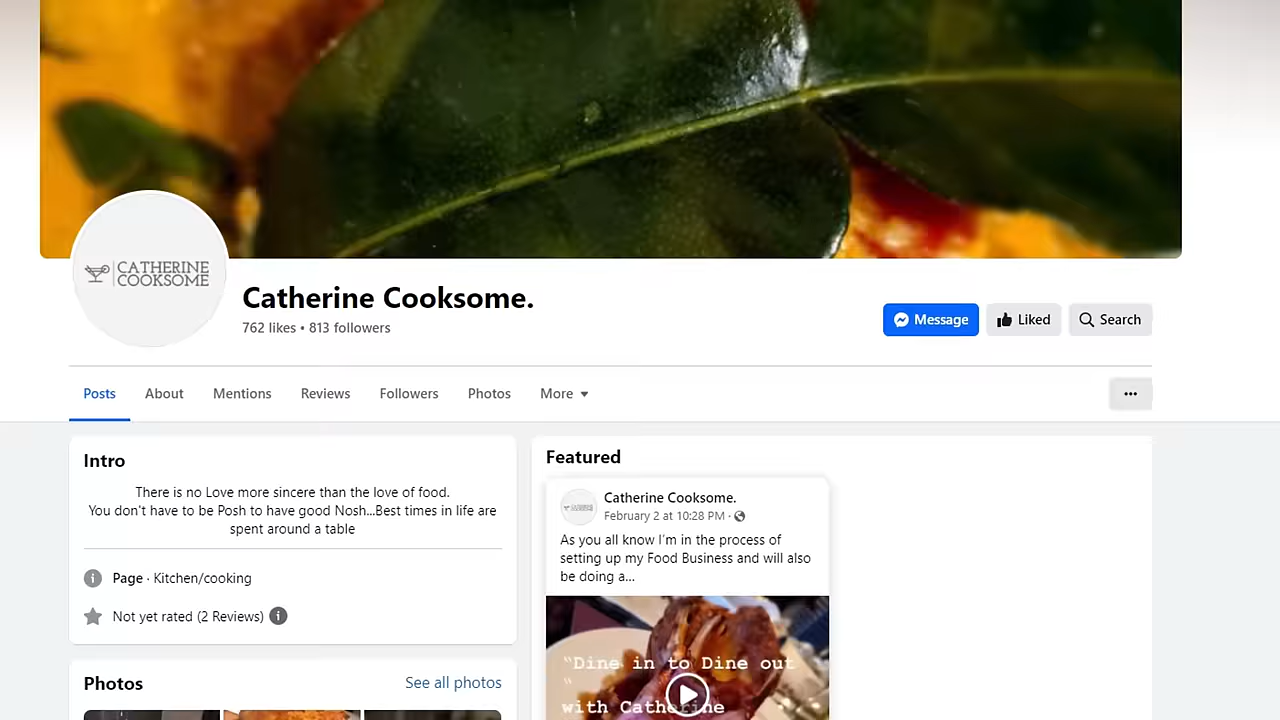 CATHERINE
COOKSOME
Catherine Cooksome.
762 likes • 813 followers
Message
Liked
Search
Posts
About
Mentions
Reviews
Followers
Photos
More
Intro
There is no Love more sincere than the love of food.
You don't have to be Posh to have good Nosh...Best times in life are
spent around a table
Page · Kitchen/cooking
Not yet rated (2 Reviews)
Photos
See all photos
Featured
Catherine Cooksome.
February 2 at 10:28 PM ·
As you all know I'm in the process of
setting up my Food Business and will also
be doing a...
“Dine in to Dine out
“
with Catherine